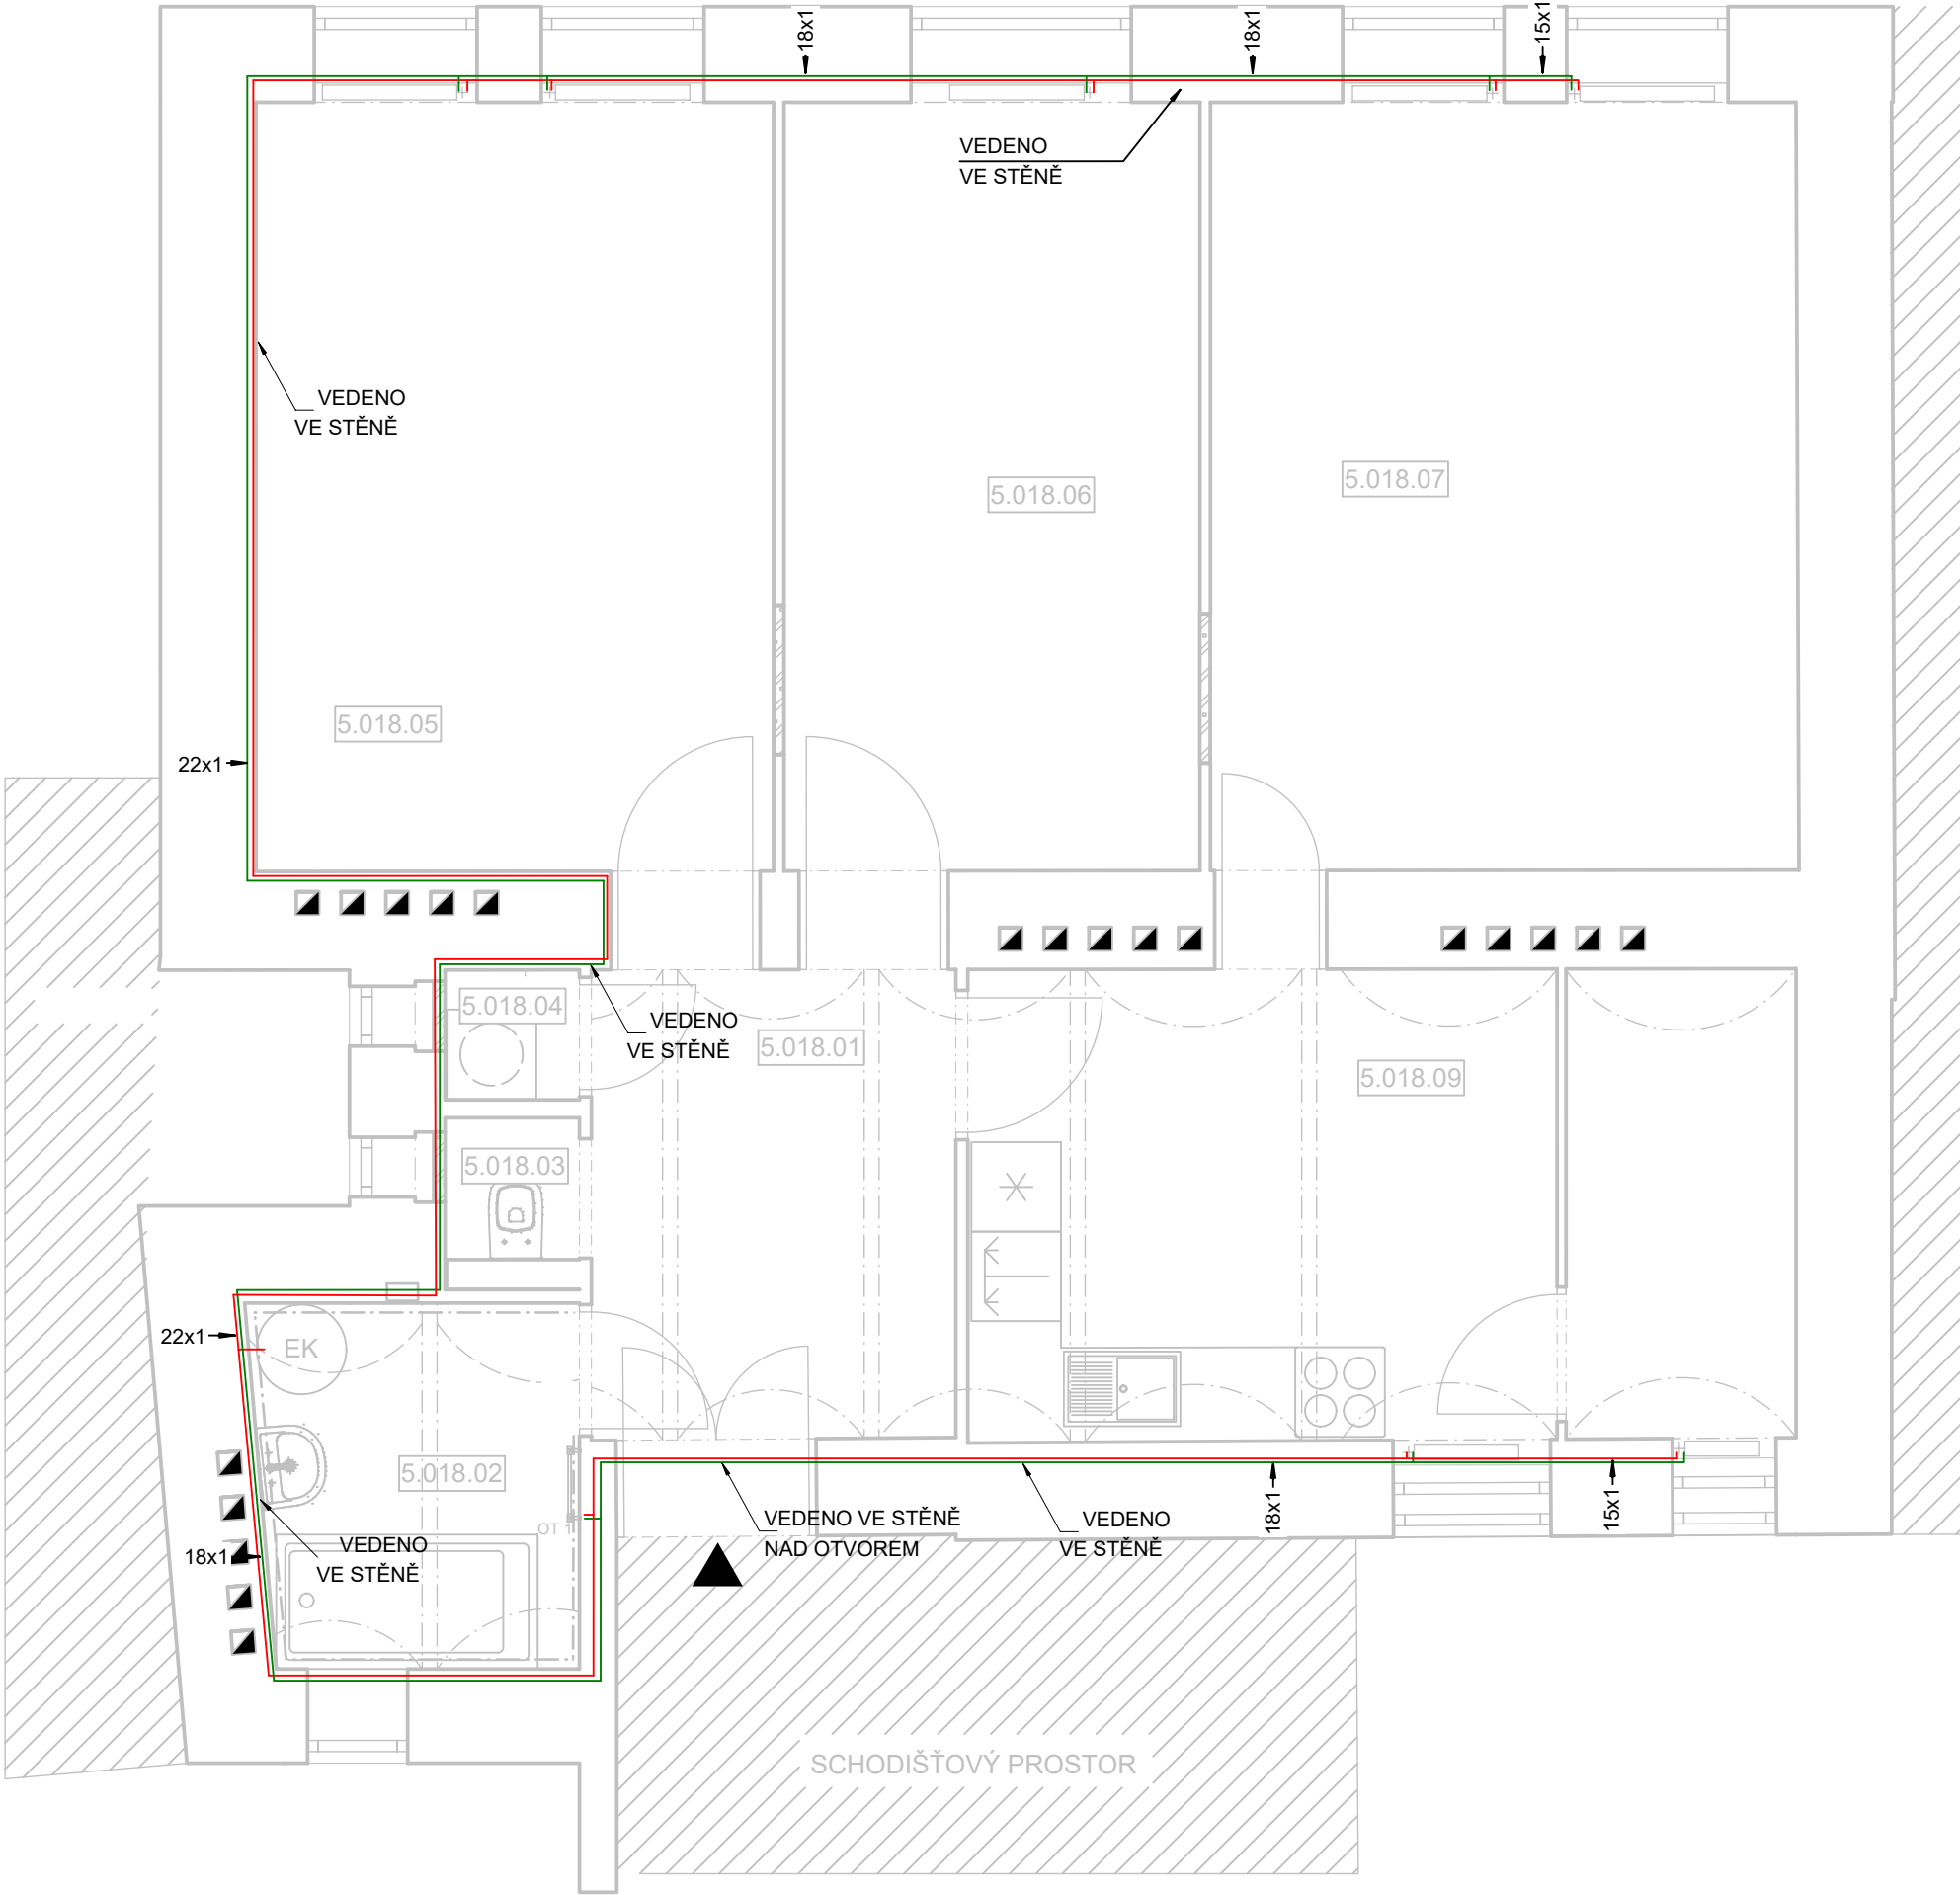 18x1
18x1
15x1
VEDENO
VE STĚNĚ
VEDENO
VE STĚNĚ
5.018.07
5.018.06
5.018.05
22x1
5.018.04
VEDENO
VE STĚNĚ
5.018.01
5.018.09
5.018.03
22x1
EK
5.018.02
OT 1
VEDENO
VE STĚNĚ
18x1
VEDENO VE STĚNĚ
NAD OTVOREM
VEDENO
VE STĚNĚ
18x1
15x1
SCHODIŠŤOVÝ PROSTOR